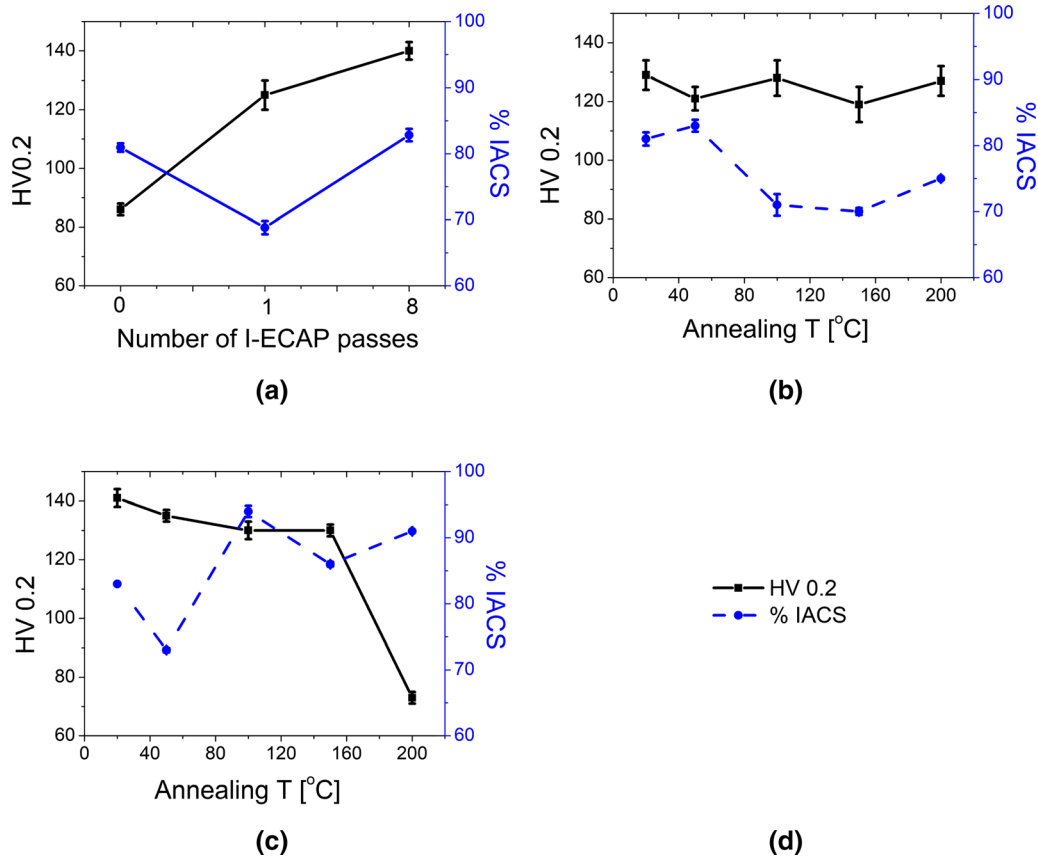 140
120
100
80
60
HV0.2
100
90
80
70
60
% IACS
0 1 8
Number of I-ECAP passes
(a)
140
120
100
80
60
HV 0.2
100
90
80
70
60
% IACS
0 40 80 120 160 200
Annealing T [°C]
(b)
140
120
100
80
60
HV 0.2
100
90
80
70
60
% IACS
0 40 80 120 160 200
Annealing T [°C]
(c)
HV 0.2
% IACS
(d)